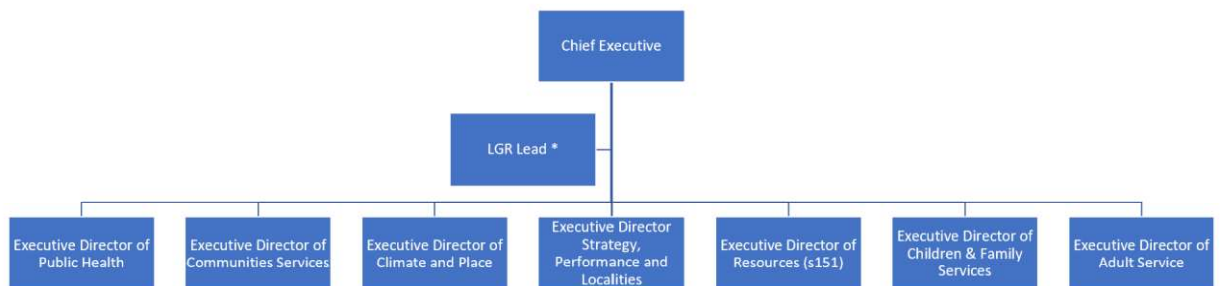 Chief Executive
LGR Lead *
Executive Director of
Public Health
Executive Director of
Communities Services
Executive Director of
Climate and Place
Executive Director
Strategy,
Performance and
Localities
Executive Director of
Resources (s151)
Executive Director of
Children & Family
Services
Executive Director of
Adult Service